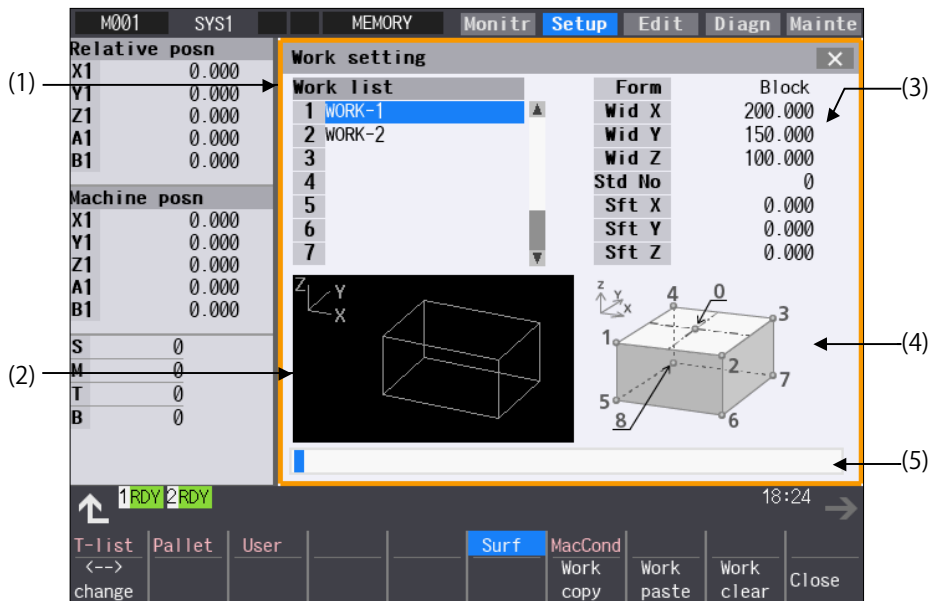 M001 SYS1 MEMORY Monitr Setup Edit Diagn Mainte
Relative posn
X1 0.000
Y1 0.000
Z1 0.000
A1 0.000
B1 0.000
Machine posn
X1 0.000
Y1 0.000
Z1 0.000
A1 0.000
B1 0.000
S 0
M 0
T 0
B 0
(1)
(2)
Work setting
Work list
1 WORK-1
2 WORK-2
3
4
5
6
7
Form Block
Wid X 200.000
Wid Y 150.000
Wid Z 100.000
Std No 0
Sft X 0.000
Sft Y 0.000
Sft Z 0.000
(3)
Z Y
X
Z Y
X
4 0
3
1
2
7
5
8 6
(4)
(5)
1 RDY 2 RDY 18:24
T-list Pallet User Surf MacCond
<--> Work Work Work Close
change copy paste clear